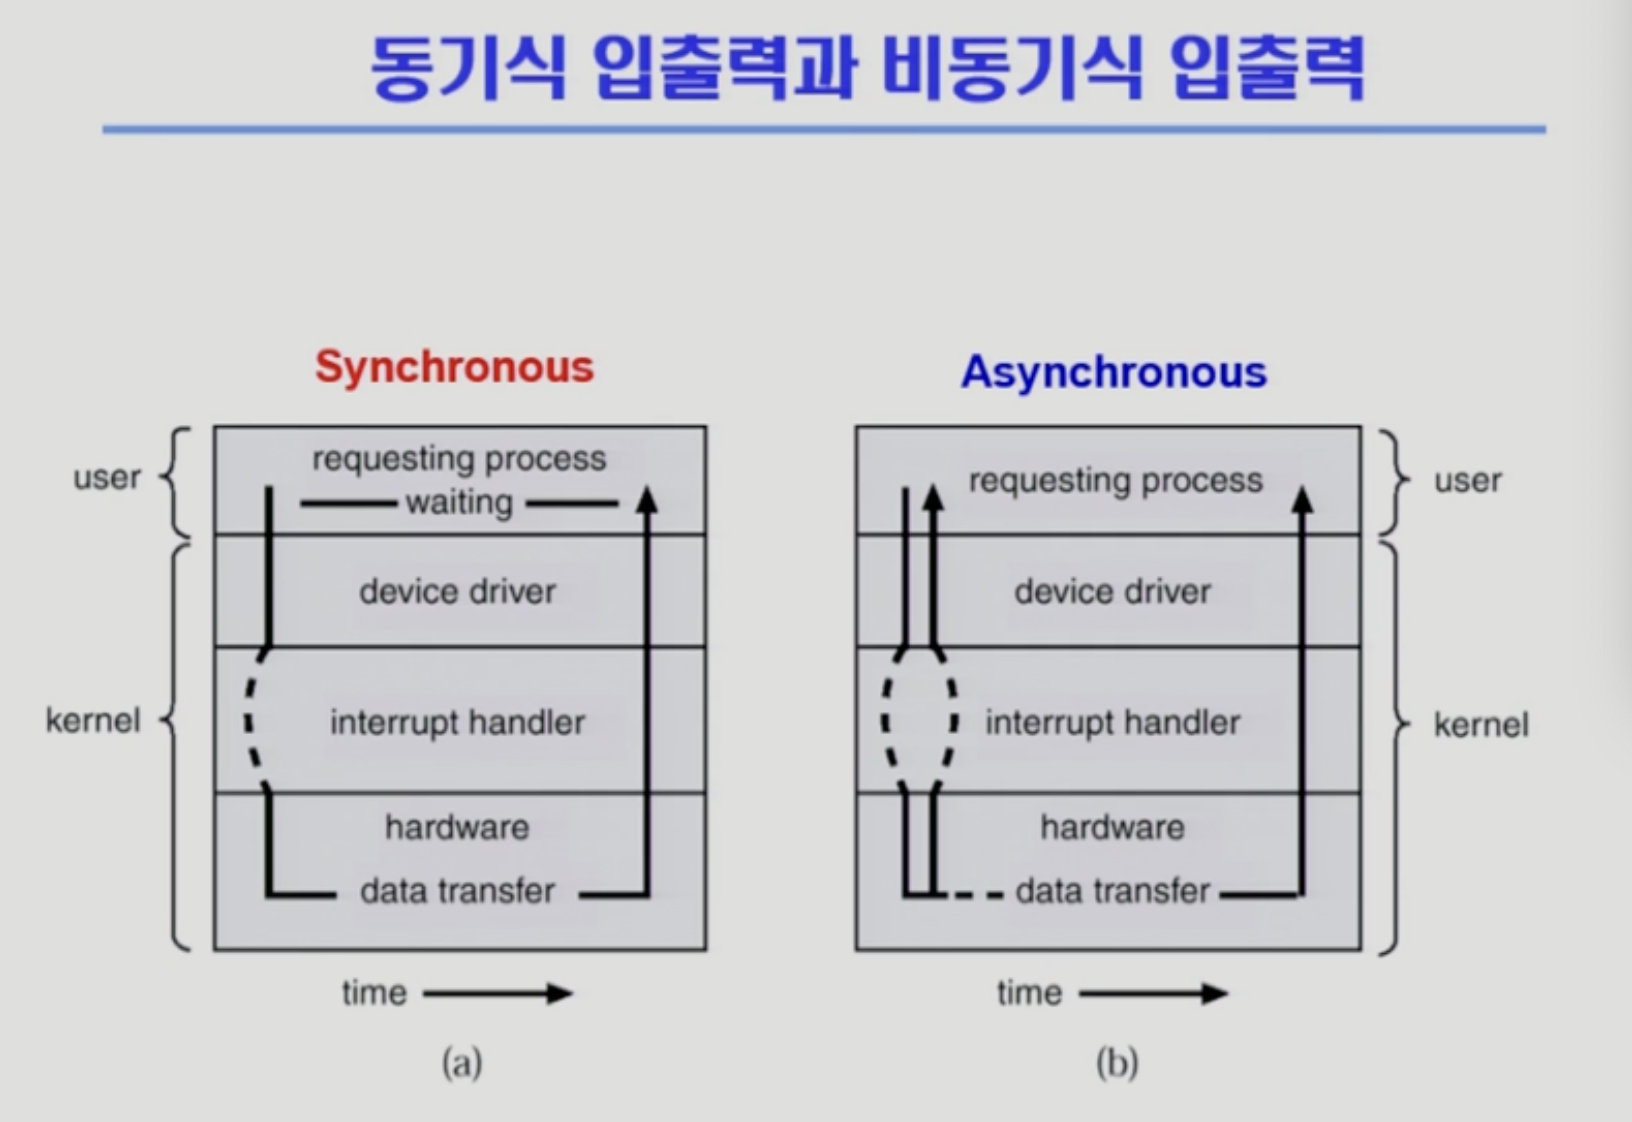 동기식 입출력과 비동기식 입출력
Synchronous
user
kernel
requesting process
waiting
device driver
interrupt handler
hardware
data transfer
time
(a)
Asynchronous
requesting process
device driver
interrupt handler
hardware
data transfer
user
kernel
time
(b)